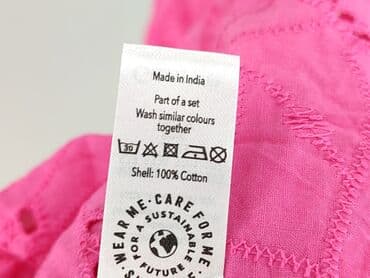 Made in India
Part of a set
Wash similar colours
together
30
Shell: 100% Cotton
WEAR ME · CARE FOR ME ·
FOR A SUSTAINABLE
FUTURE